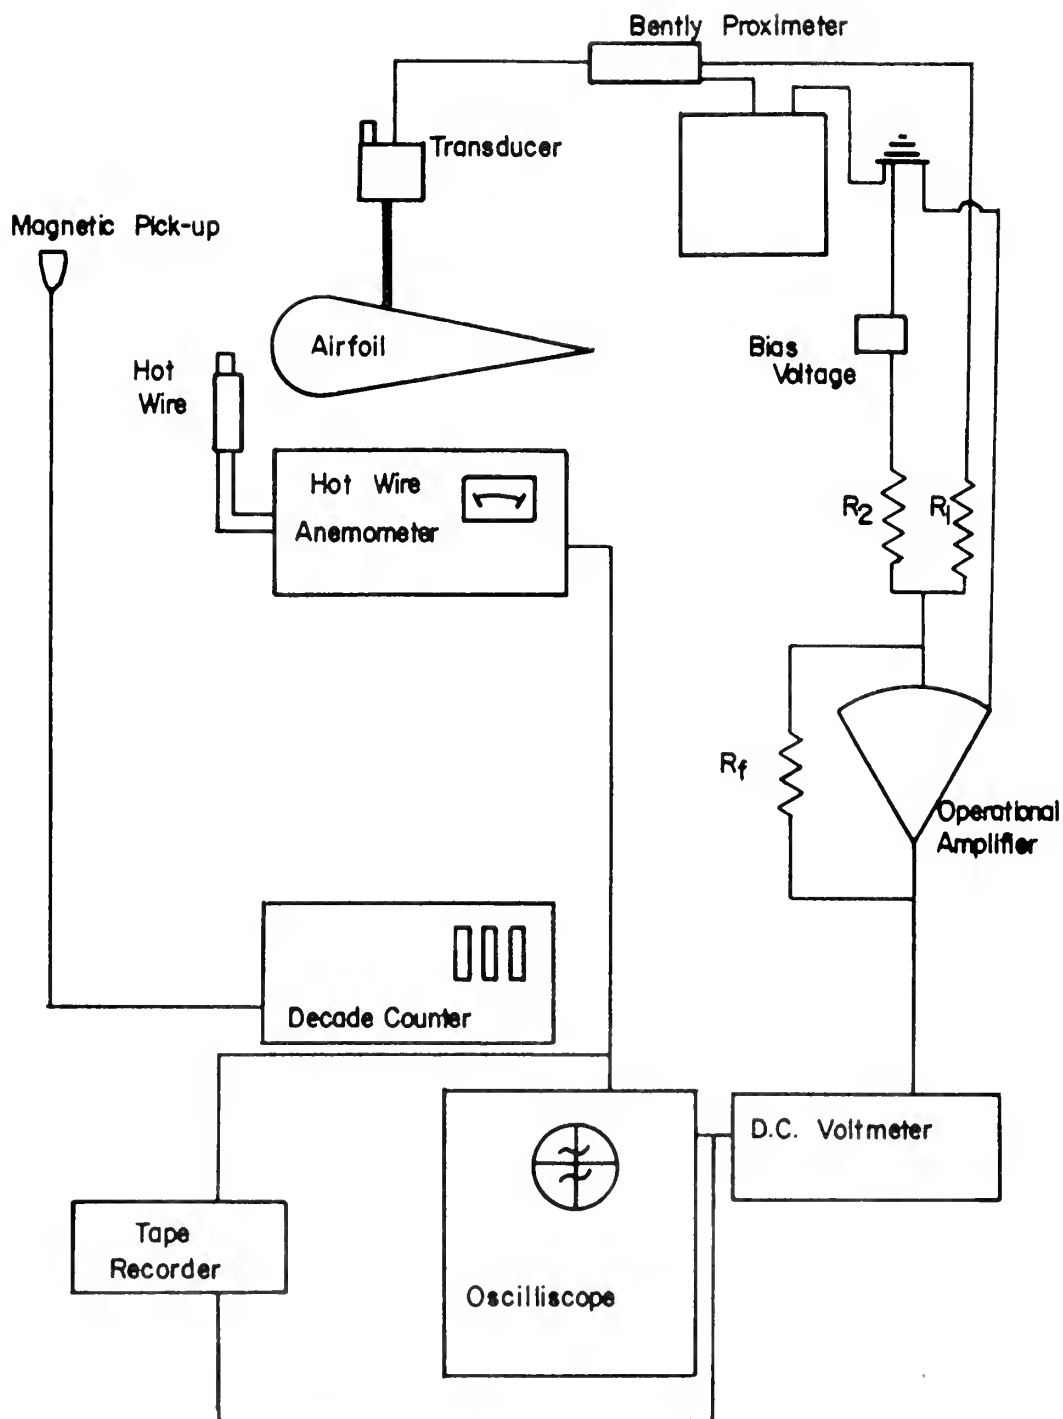 Bently Proximeter
Transducer
Magnetic Pick-up
Airfoil
Hot
Wire
Bias
Voltage
Hot Wire
Anemometer
R2
R1
Rf
Operational
Amplifier
Decade Counter
D.C. Voltmeter
Tape
Recorder
Oscilliscope